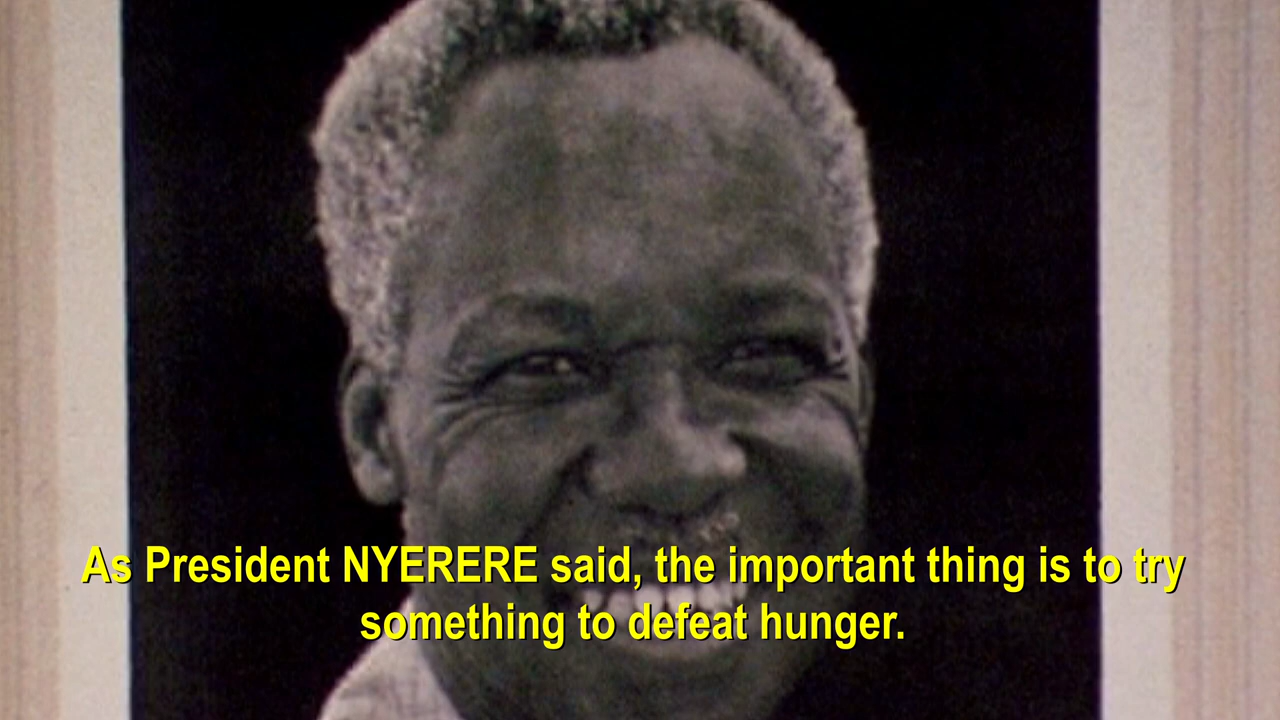 As President NYERERE said, the important thing is to try
something to defeat hunger.